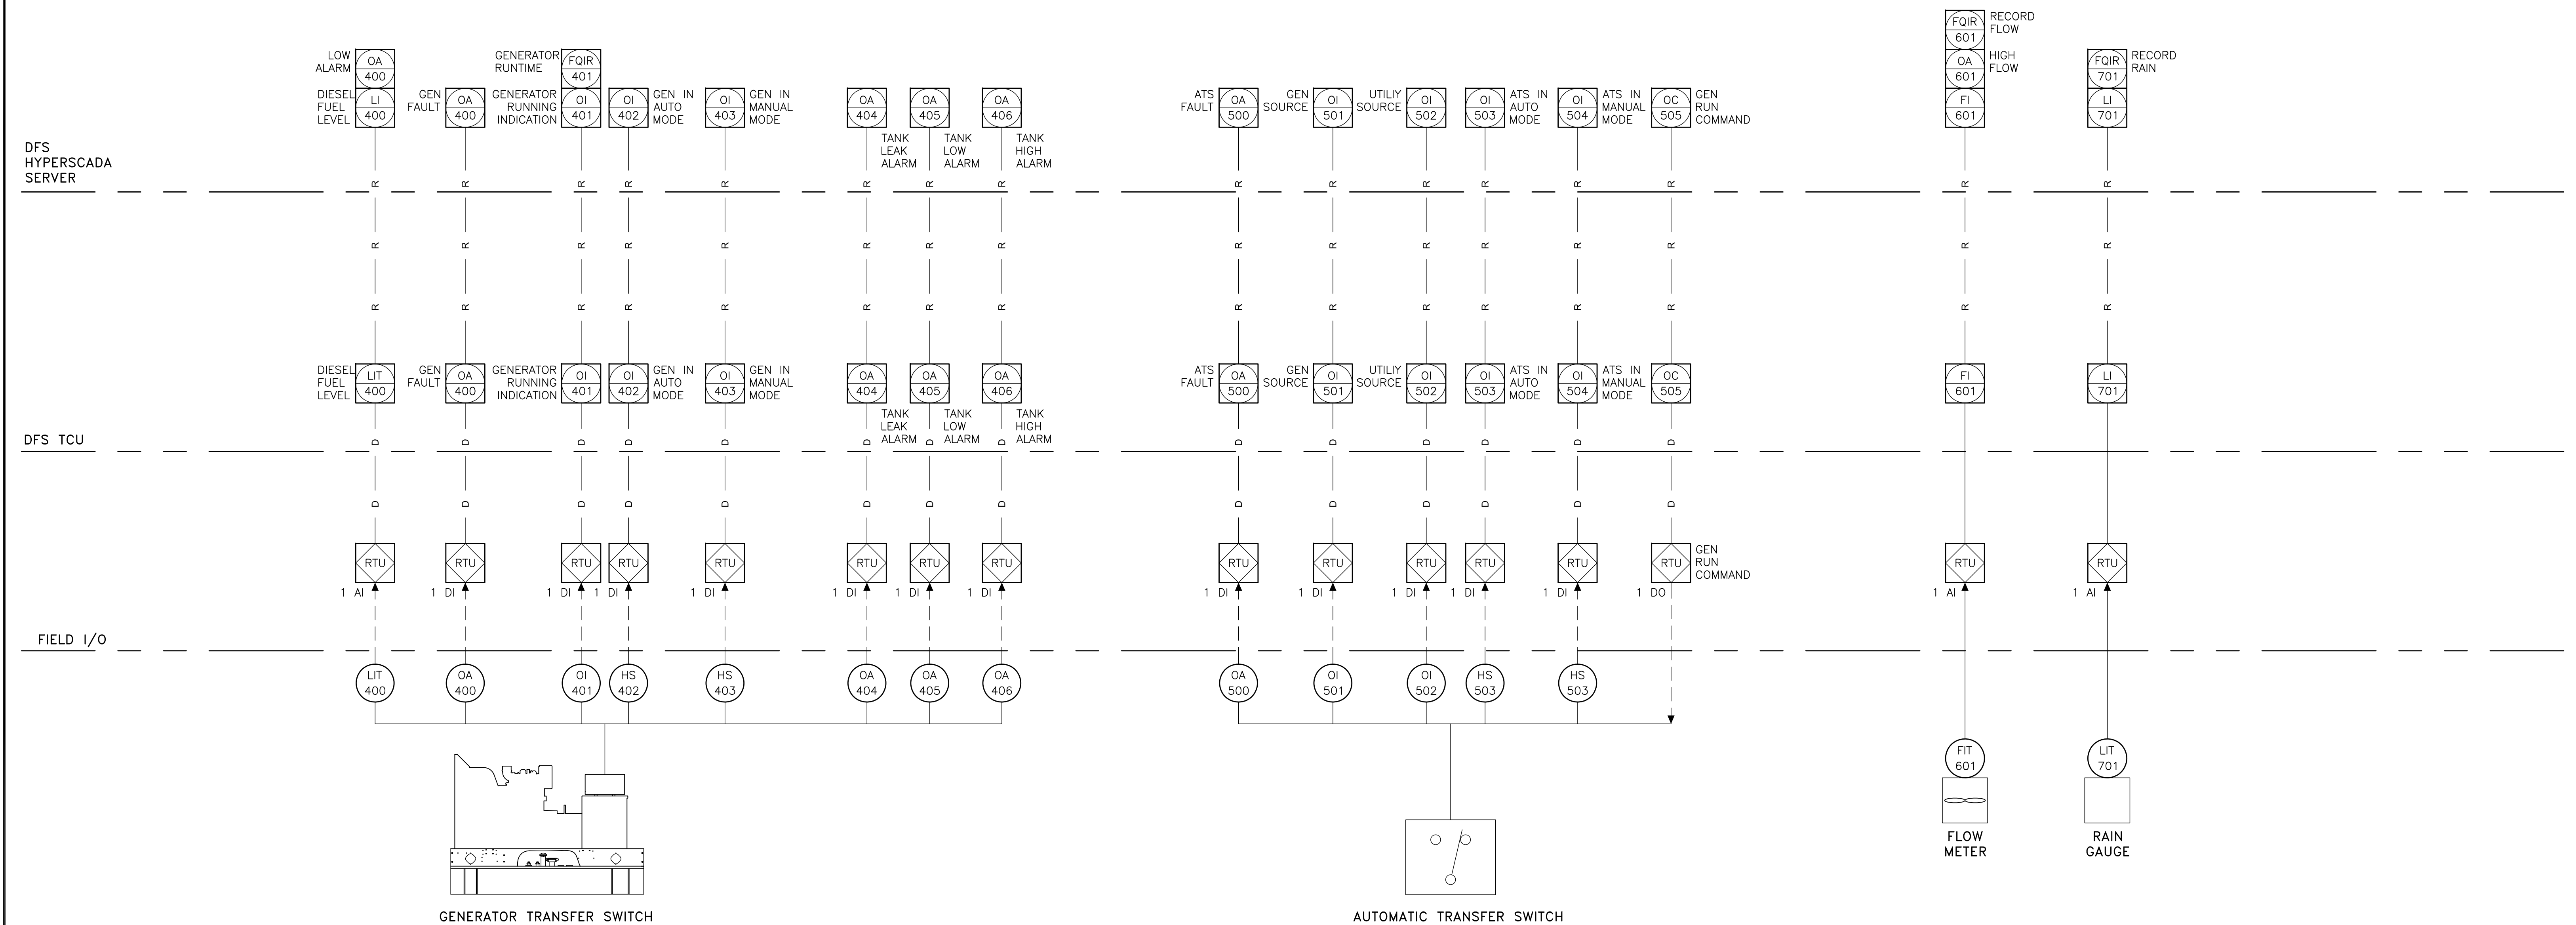 FQIR
601
RECORD
FLOW
LOW
ALARM
OA
400
GENERATOR
RUNTIME
FQIR
401
OA
601
HIGH
FLOW
FQIR
701
RECORD
RAIN
DIESEL
FUEL
LEVEL
LI
400
GEN
FAULT
OA
400
GENERATOR
RUNNING
INDICATION
OI
401
OI
402
GEN IN
AUTO
MODE
OI
403
GEN IN
MANUAL
MODE
OA
404
TANK
LEAK
ALARM
OA
405
TANK
LOW
ALARM
OA
406
TANK
HIGH
ALARM
ATS
FAULT
OA
500
GEN
SOURCE
OI
501
UTILIY
SOURCE
OI
502
OI
503
ATS IN
AUTO
MODE
OI
504
ATS IN
MANUAL
MODE
OC
505
GEN
RUN
COMMAND
FI
601
LI
701
DFS
HYPERSCADA
SERVER
R R R R R R R R R R R R R R R R
R R R R R R R R R R R R R R R R
R R R R R R R R R R R R R R R R
DIESEL
FUEL
LEVEL
LIT
400
GEN
FAULT
OA
400
GENERATOR
RUNNING
INDICATION
OI
401
OI
402
GEN IN
AUTO
MODE
OI
403
GEN IN
MANUAL
MODE
OA
404
TANK
LEAK
ALARM
OA
405
TANK
LOW
ALARM
OA
406
TANK
HIGH
ALARM
ATS
FAULT
OA
500
GEN
SOURCE
OI
501
UTILIY
SOURCE
OI
502
OI
503
ATS IN
AUTO
MODE
OI
504
ATS IN
MANUAL
MODE
OC
505
FI
601
LI
701
DFS TCU
D D D D D D D D D D D D D D
D D D D D D D D D D D D D D
RTU RTU RTU RTU RTU RTU RTU RTU RTU RTU RTU RTU RTU RTU
GEN
RUN
COMMAND
RTU RTU
1 AI 1 DI 1 DI 1 DI 1 DI 1 DI 1 DI 1 DI 1 DI 1 DI 1 DI 1 DI 1 DI 1 DO 1 AI 1 AI
FIELD I/O
LIT
400
OA
400
OI
401
HS
402
HS
403
OA
404
OA
405
OA
406
OA
500
OI
501
OI
502
HS
503
HS
503
FIT
601
LIT
701
FLOW
METER
RAIN
GAUGE
GENERATOR TRANSFER SWITCH
AUTOMATIC TRANSFER SWITCH